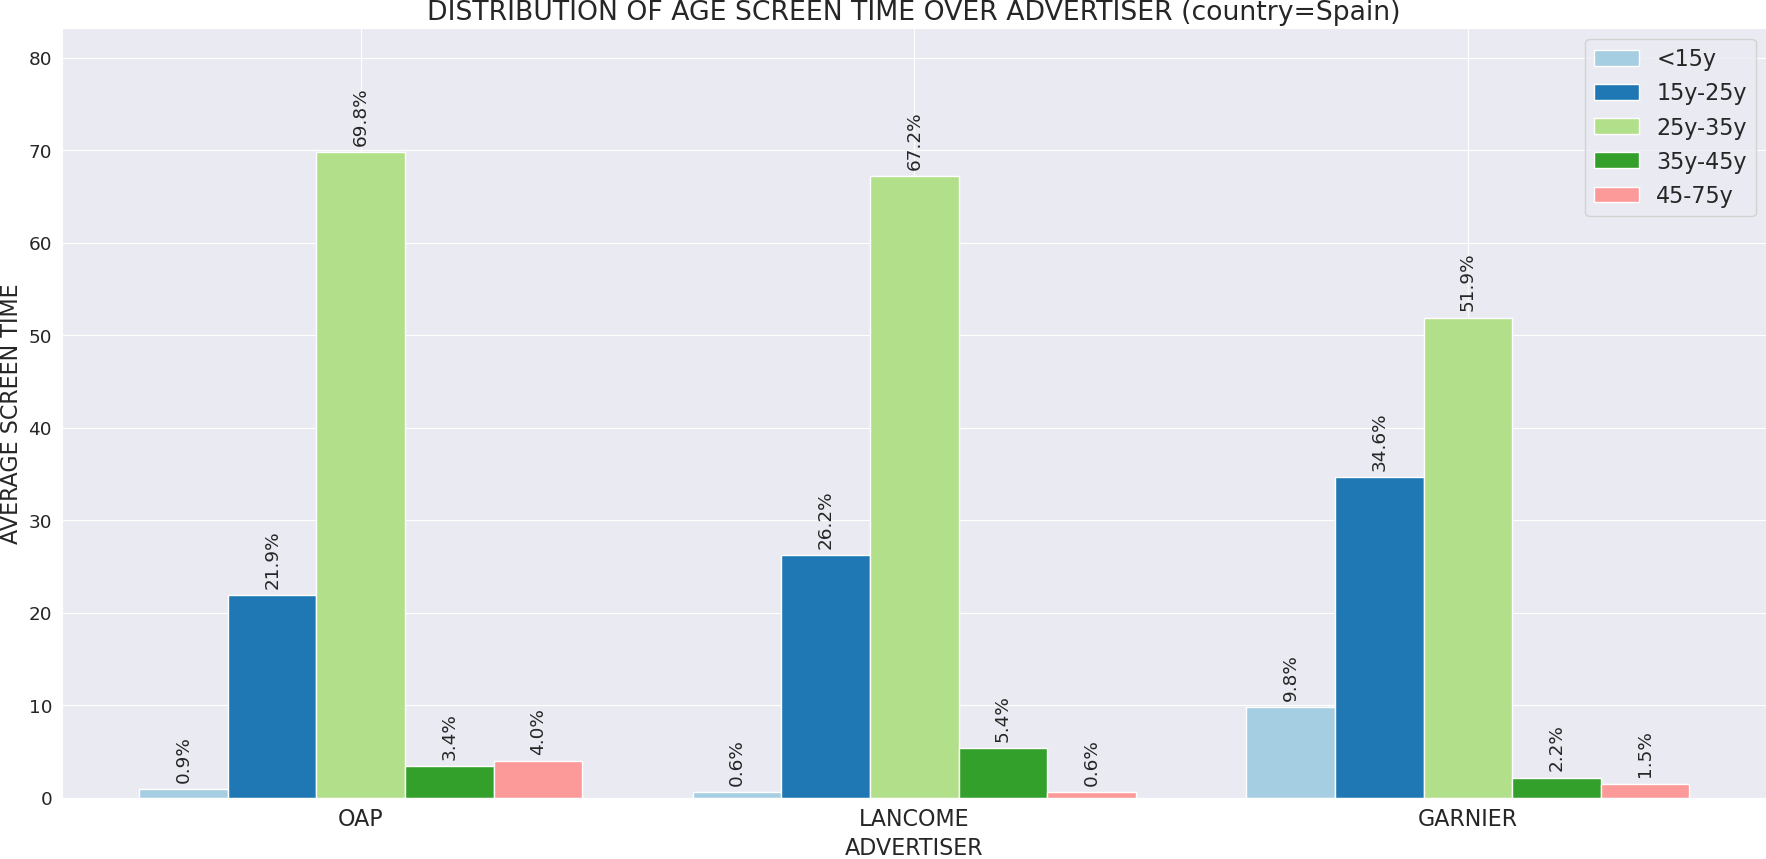 DISTRIBUTION OF AGE SCREEN TIME OVER ADVERTISER (country=Spain)
<15y
15y-25y
25y-35y
35y-45y
45-75y
AVERAGE SCREEN TIME
80
70
60
50
40
30
20
10
0
0.9%
21.9%
69.8%
3.4%
4.0%
0.6%
26.2%
67.2%
5.4%
0.6%
9.8%
34.6%
51.9%
2.2%
1.5%
OAP
LANCOME
GARNIER
ADVERTISER